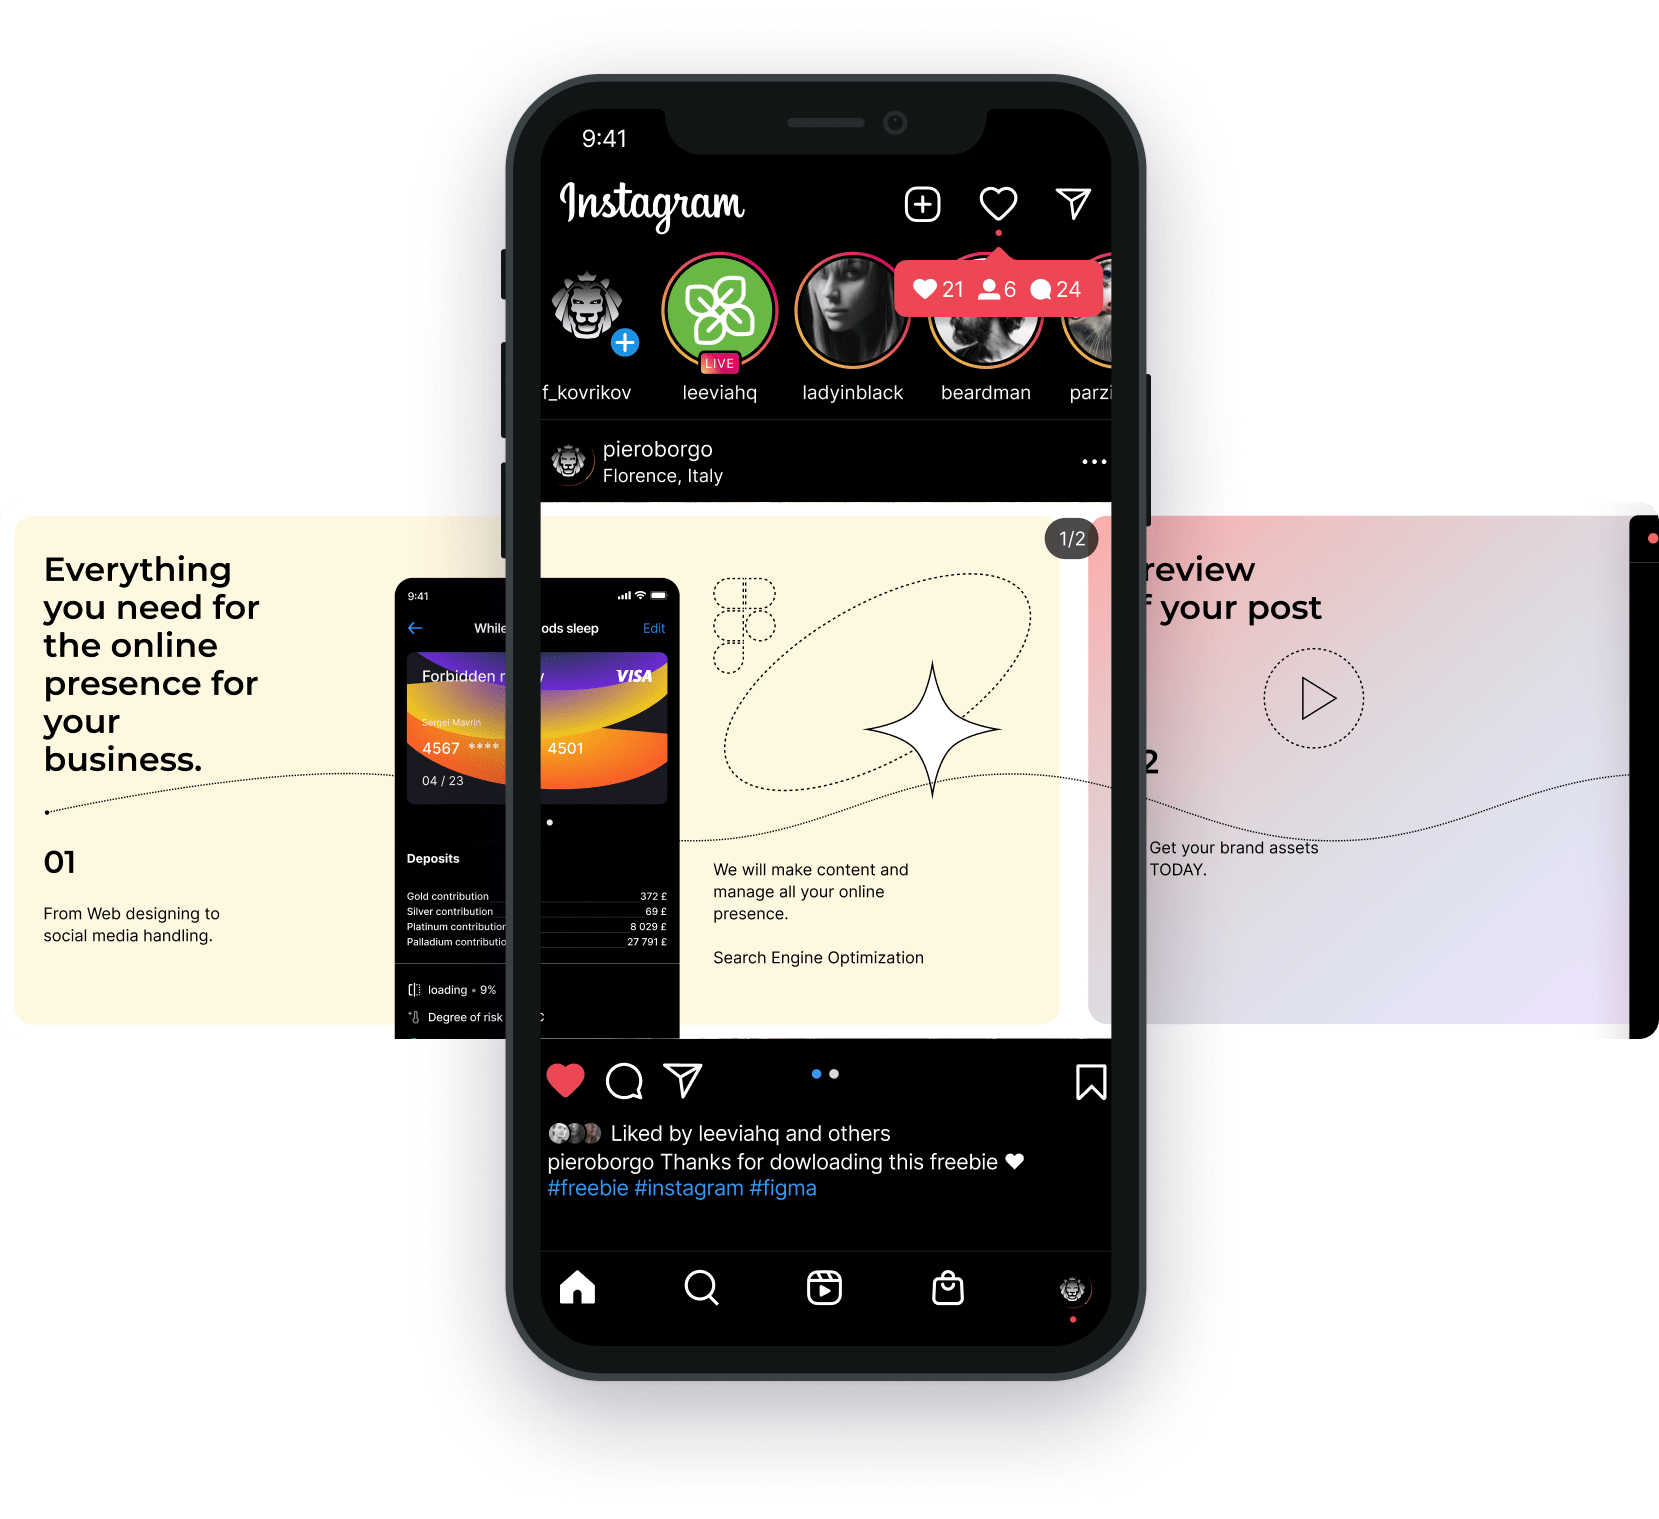 9:41
Instagram
21 6 24
LIVE
f_kovrikov leeviahq ladyinblack beardman parzi
pieroborgo
Florence, Italy
1/2
Everything
you need for
the online
presence for
your
business.
01
From Web designing to
social media handling.
9:41
While ods sleep Edit
Forbidden VISA
Sergei Mavrin
4567 **** 4501
04 / 23
Deposits
Gold contribution 372 £
Silver contribution 69 £
Platinum contribution 8 029 £
Palladium contributio 27 791 £
loading • 9%
Degree of risk
We will make content and
manage all your online
presence.
Search Engine Optimization
review
f your post
2
Get your brand assets
TODAY.
Liked by leeviahq and others
pieroborgo Thanks for dowloading this freebie ♥
#freebie #instagram #figma